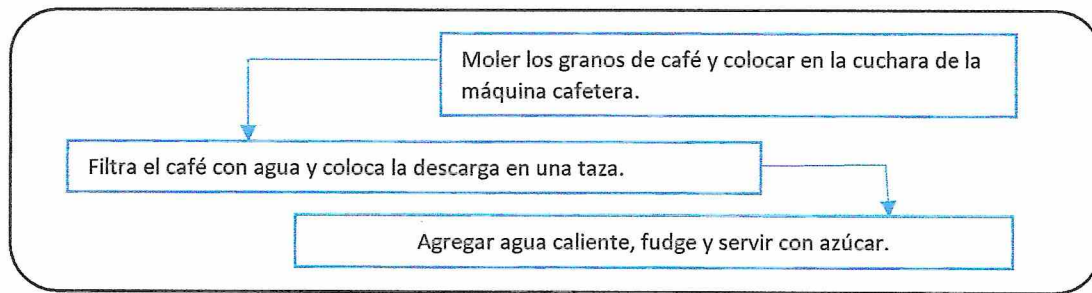 Moler los granos de café y colocar en la cuchara de la
máquina cafetera.
Filtra el café con agua y coloca la descarga en una taza.
Agregar agua caliente, fudge y servir con azúcar.